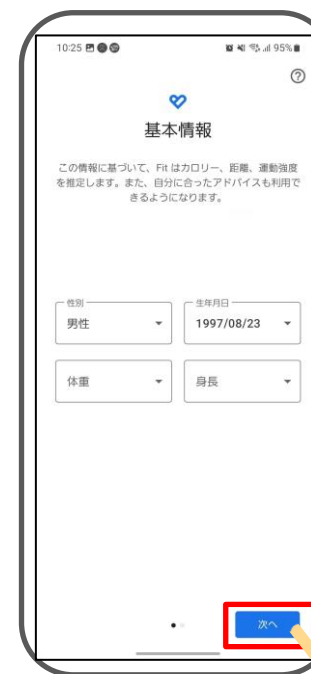 10:25 95%
基本情報
この情報に基づいて、Fit はカロリー、距離、運動強度
を推定します。また、自分に合ったアドバイスも利用で
きるようになります。
性別 生年月日
男性 1997/08/23
体重 身長
次へ